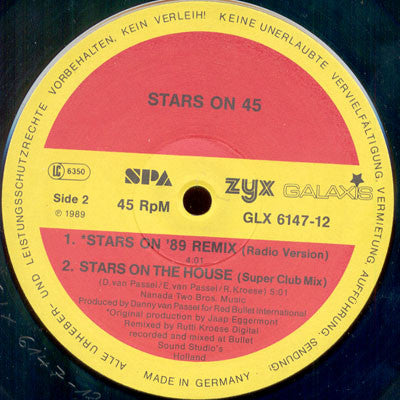 ALLE URHEBER- UND LEISTUNGSSCHUTZRECHTE VORBEHALTEN. KEIN VERLEIH! KEINE UNERLAUBTE VERVIELFÄLTIGUNG, VERMIETUNG, AUFFÜHRUNG, SENDUNG!
STARS ON 45
LC 6350
SPA
zyx GALAXIS
Side 2
45 RpM
GLX 6147-12
℗ 1989
1. *STARS ON '89 REMIX (Radio Version)
4:01
2. STARS ON THE HOUSE (Super Club Mix)
(D. van Passel/E. van Passel/R. Kroese) 5:01
Nanada Two Bros. Music
Produced by Danny van Passel for Red Bullet International
*Original production by Jaap Eggermont
Remixed by Ruth Kroese Digital
recorded and mixed at Bullet
Sound Studio's
Holland
MADE IN GERMANY